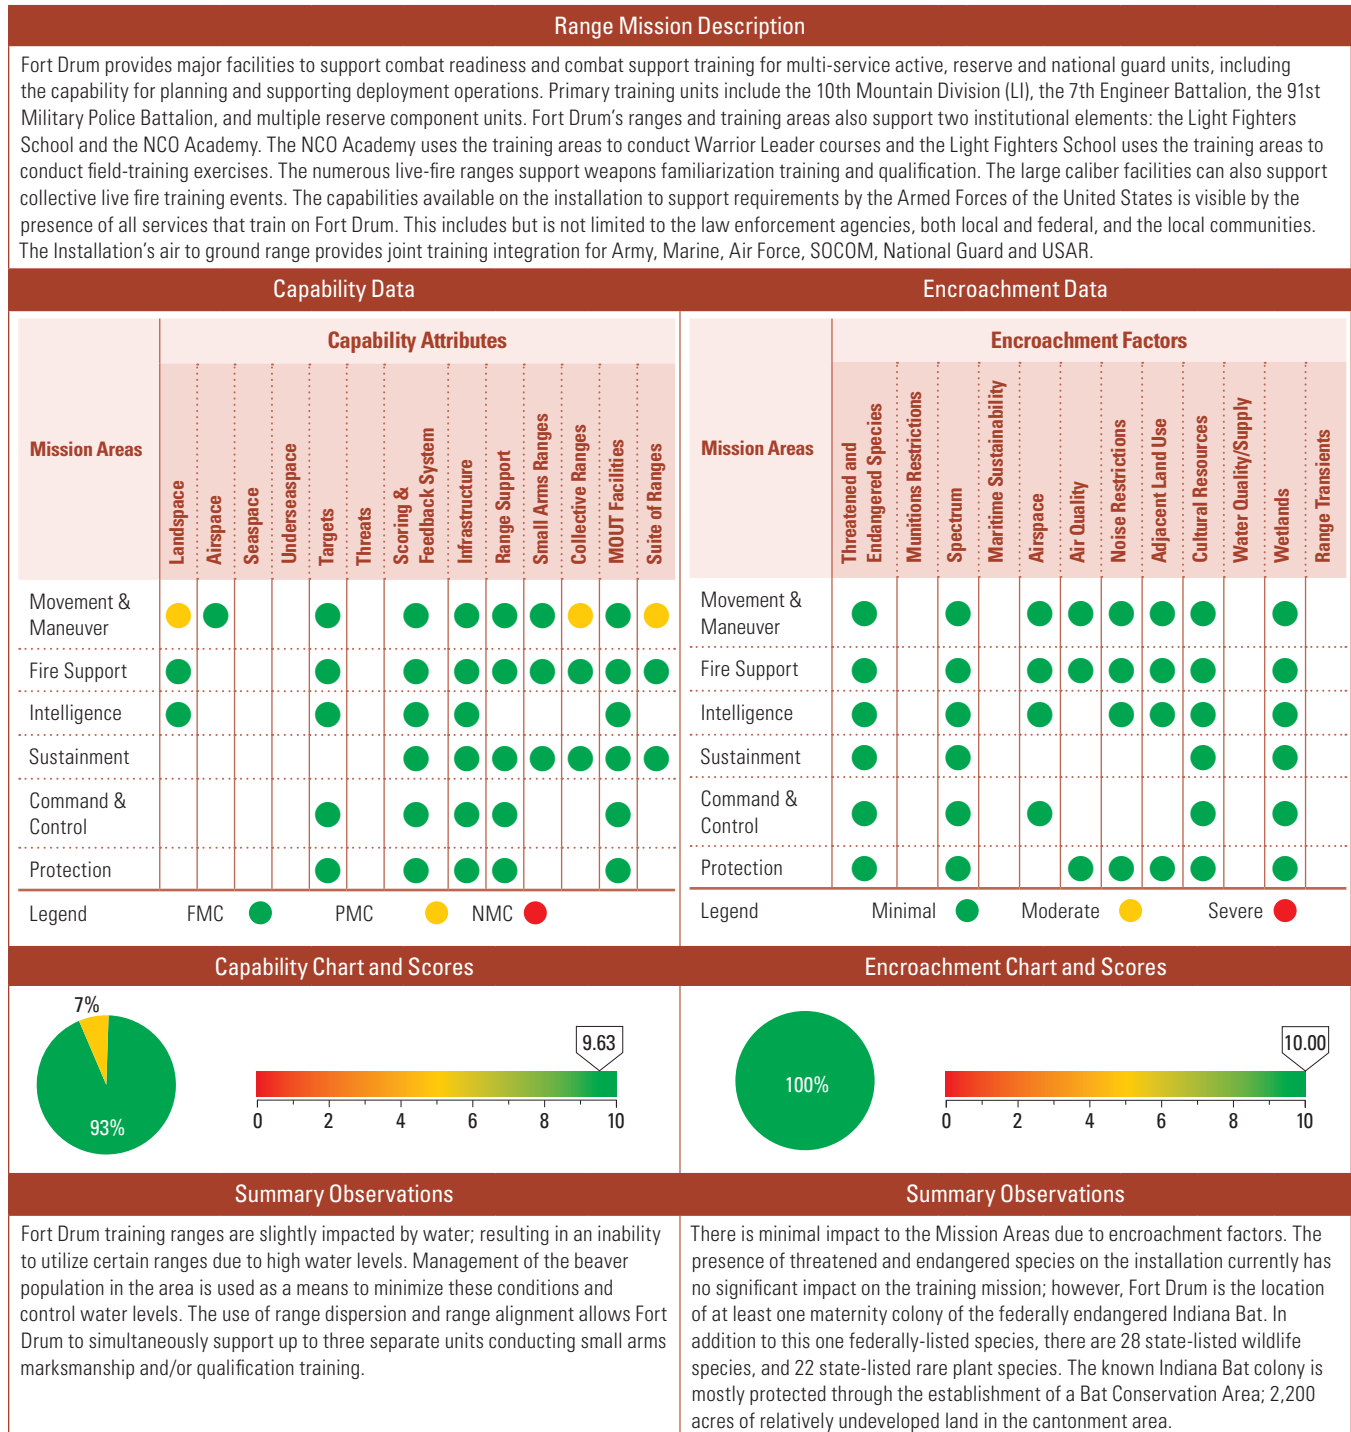 Range Mission Description
Fort Drum provides major facilities to support combat readiness and combat support training for multi-service active, reserve and national guard units, including
the capability for planning and supporting deployment operations. Primary training units include the 10th Mountain Division (LI), the 7th Engineer Battalion, the 91st
Military Police Battalion, and multiple reserve component units. Fort Drum's ranges and training areas also support two institutional elements: the Light Fighters
School and the NCO Academy. The NCO Academy uses the training areas to conduct Warrior Leader courses and the Light Fighters School uses the training areas to
conduct field-training exercises. The numerous live-fire ranges support weapons familiarization training and qualification. The large caliber facilities can also support
collective live fire training events. The capabilities available on the installation to support requirements by the Armed Forces of the United States is visible by the
presence of all services that train on Fort Drum. This includes but is not limited to the law enforcement agencies, both local and federal, and the local communities.
The Installation's air to ground range provides joint training integration for Army, Marine, Air Force, SOCOM, National Guard and USAR.
Capability Data
Capability Attributes
Mission Areas
Landspace
Airspace
Seaspace
Underseaspace
Targets
Threats
Scoring &
Feedback System
Infrastructure
Range Support
Small Arms Ranges
Collective Ranges
MOUT Facilities
Suite of Ranges
Movement &
Maneuver
Fire Support
Intelligence
Sustainment
Command &
Control
Protection
Legend FMC PMC NMC
Encroachment Data
Encroachment Factors
Mission Areas
Threatened and
Endangered Species
Munitions Restrictions
Spectrum
Maritime Sustainability
Airspace
Air Quality
Noise Restrictions
Adjacent Land Use
Cultural Resources
Water Quality/Supply
Wetlands
Range Transients
Movement &
Maneuver
Fire Support
Intelligence
Sustainment
Command &
Control
Protection
Legend Minimal Moderate Severe
Capability Chart and Scores
7%
93%
9.63
0 2 4 6 8 10
Encroachment Chart and Scores
100%
10.00
0 2 4 6 8 10
Summary Observations
Fort Drum training ranges are slightly impacted by water; resulting in an inability
to utilize certain ranges due to high water levels. Management of the beaver
population in the area is used as a means to minimize these conditions and
control water levels. The use of range dispersion and range alignment allows Fort
Drum to simultaneously support up to three separate units conducting small arms
marksmanship and/or qualification training.
Summary Observations
There is minimal impact to the Mission Areas due to encroachment factors. The
presence of threatened and endangered species on the installation currently has
no significant impact on the training mission; however, Fort Drum is the location
of at least one maternity colony of the federally endangered Indiana Bat. In
addition to this one federally-listed species, there are 28 state-listed wildlife
species, and 22 state-listed rare plant species. The known Indiana Bat colony is
mostly protected through the establishment of a Bat Conservation Area; 2,200
acres of relatively undeveloped land in the cantonment area.